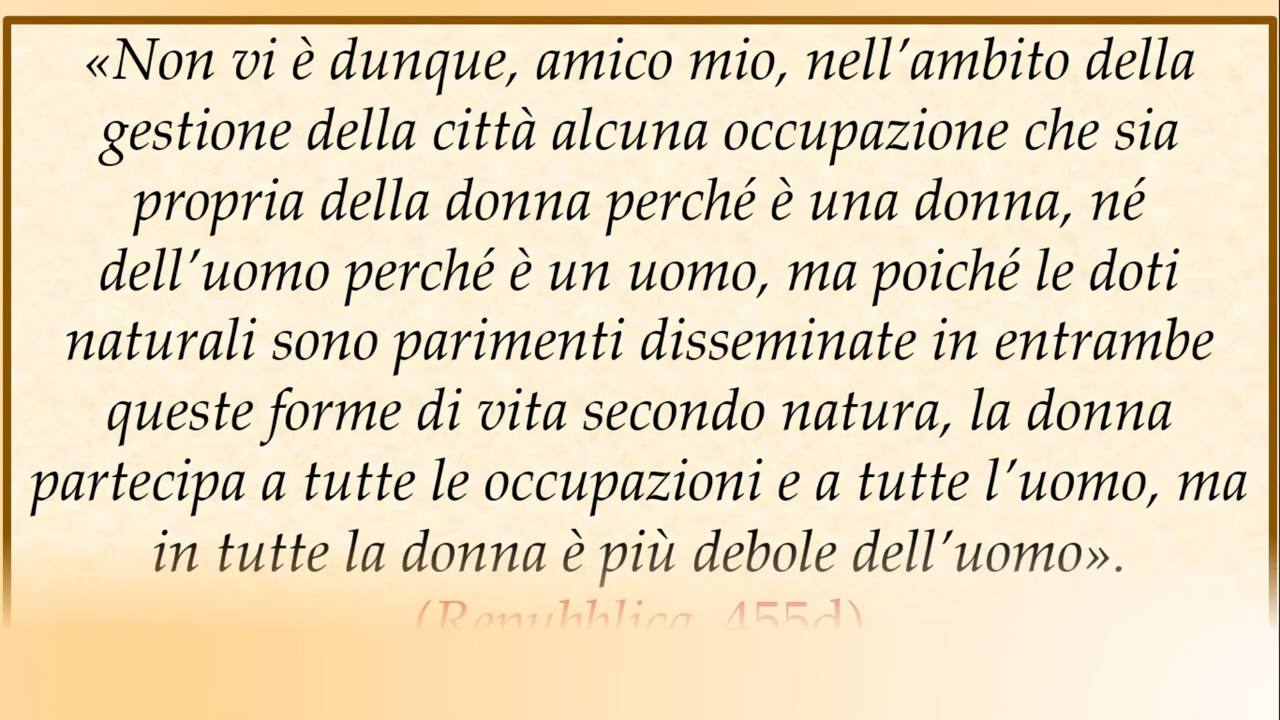 «Non vi è dunque, amico mio, nell’ambito della
gestione della città alcuna occupazione che sia
propria della donna perché è una donna, né
dell’uomo perché è un uomo, ma poiché le doti
naturali sono parimenti disseminate in entrambe
queste forme di vita secondo natura, la donna
partecipa a tutte le occupazioni e a tutte l’uomo, ma
in tutte la donna è più debole dell’uomo».
(Repubblica, 455d)